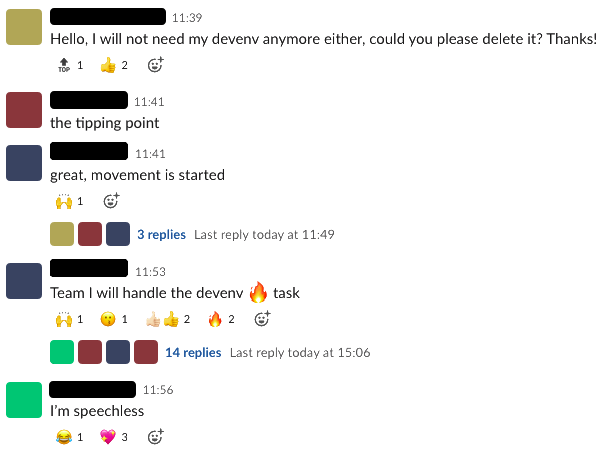 11:39
Hello, I will not need my devenv anymore either, could you please delete it? Thanks!
TOP 1 👍 2
11:41
the tipping point
11:41
great, movement is started
🙌 1
3 replies Last reply today at 11:49
11:53
Team I will handle the devenv 🔥 task
🙌 1 😗 1 👍🏻👍 2 🔥 2
14 replies Last reply today at 15:06
11:56
I'm speechless
😂 1 💖 3